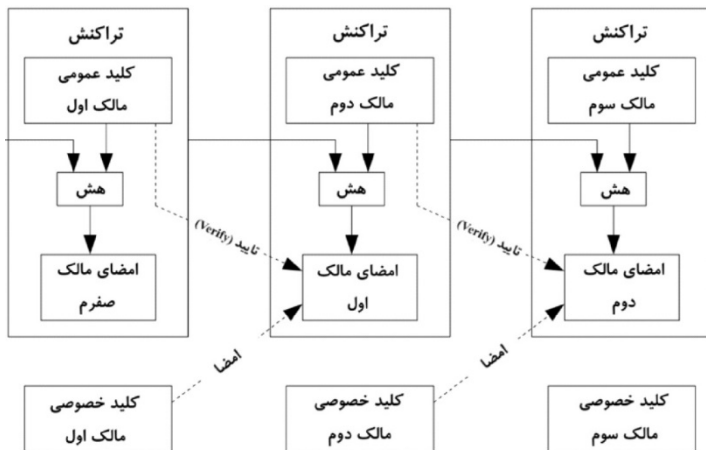 تراکنش
کلید عمومی
مالک اول
هش
امضای مالک
صفرم
تایید (Verify)
امضا
کلید خصوصی
مالک اول
تراکنش
کلید عمومی
مالک دوم
هش
امضای مالک
اول
تایید (Verify)
امضا
کلید خصوصی
مالک دوم
تراکنش
کلید عمومی
مالک سوم
هش
امضای مالک
دوم
کلید خصوصی
مالک سوم